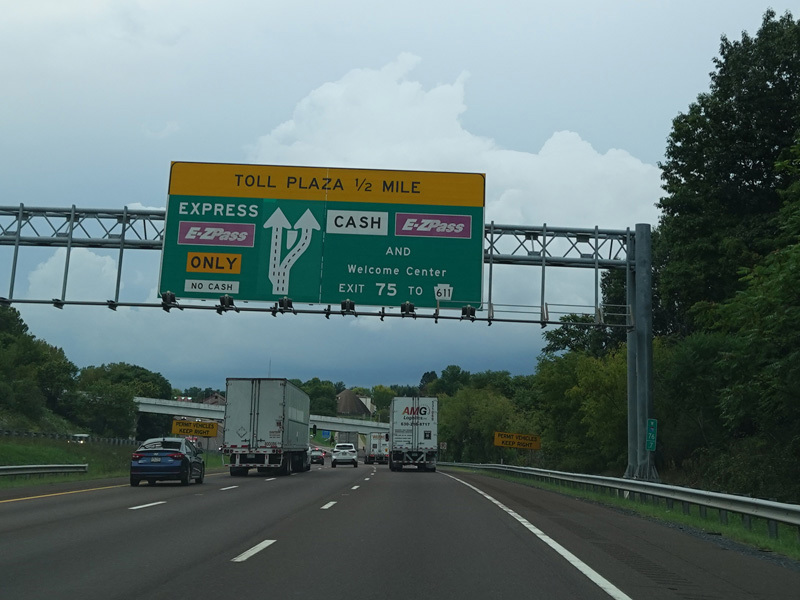 TOLL PLAZA 1/2 MILE
EXPRESS
E-ZPass
ONLY
NO CASH
CASH E-ZPass
AND
Welcome Center
EXIT 75 TO 611
PERMIT VEHICLES
KEEP RIGHT
AMG
PERMIT VEHICLES
KEEP RIGHT
76